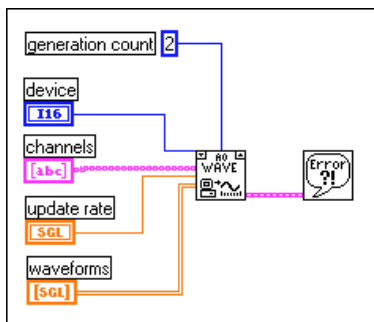 generation count 2
device
I16
channels
[abc]
AO
WAVE
Error
?!
update rate
SGL
waveforms
[SGL]